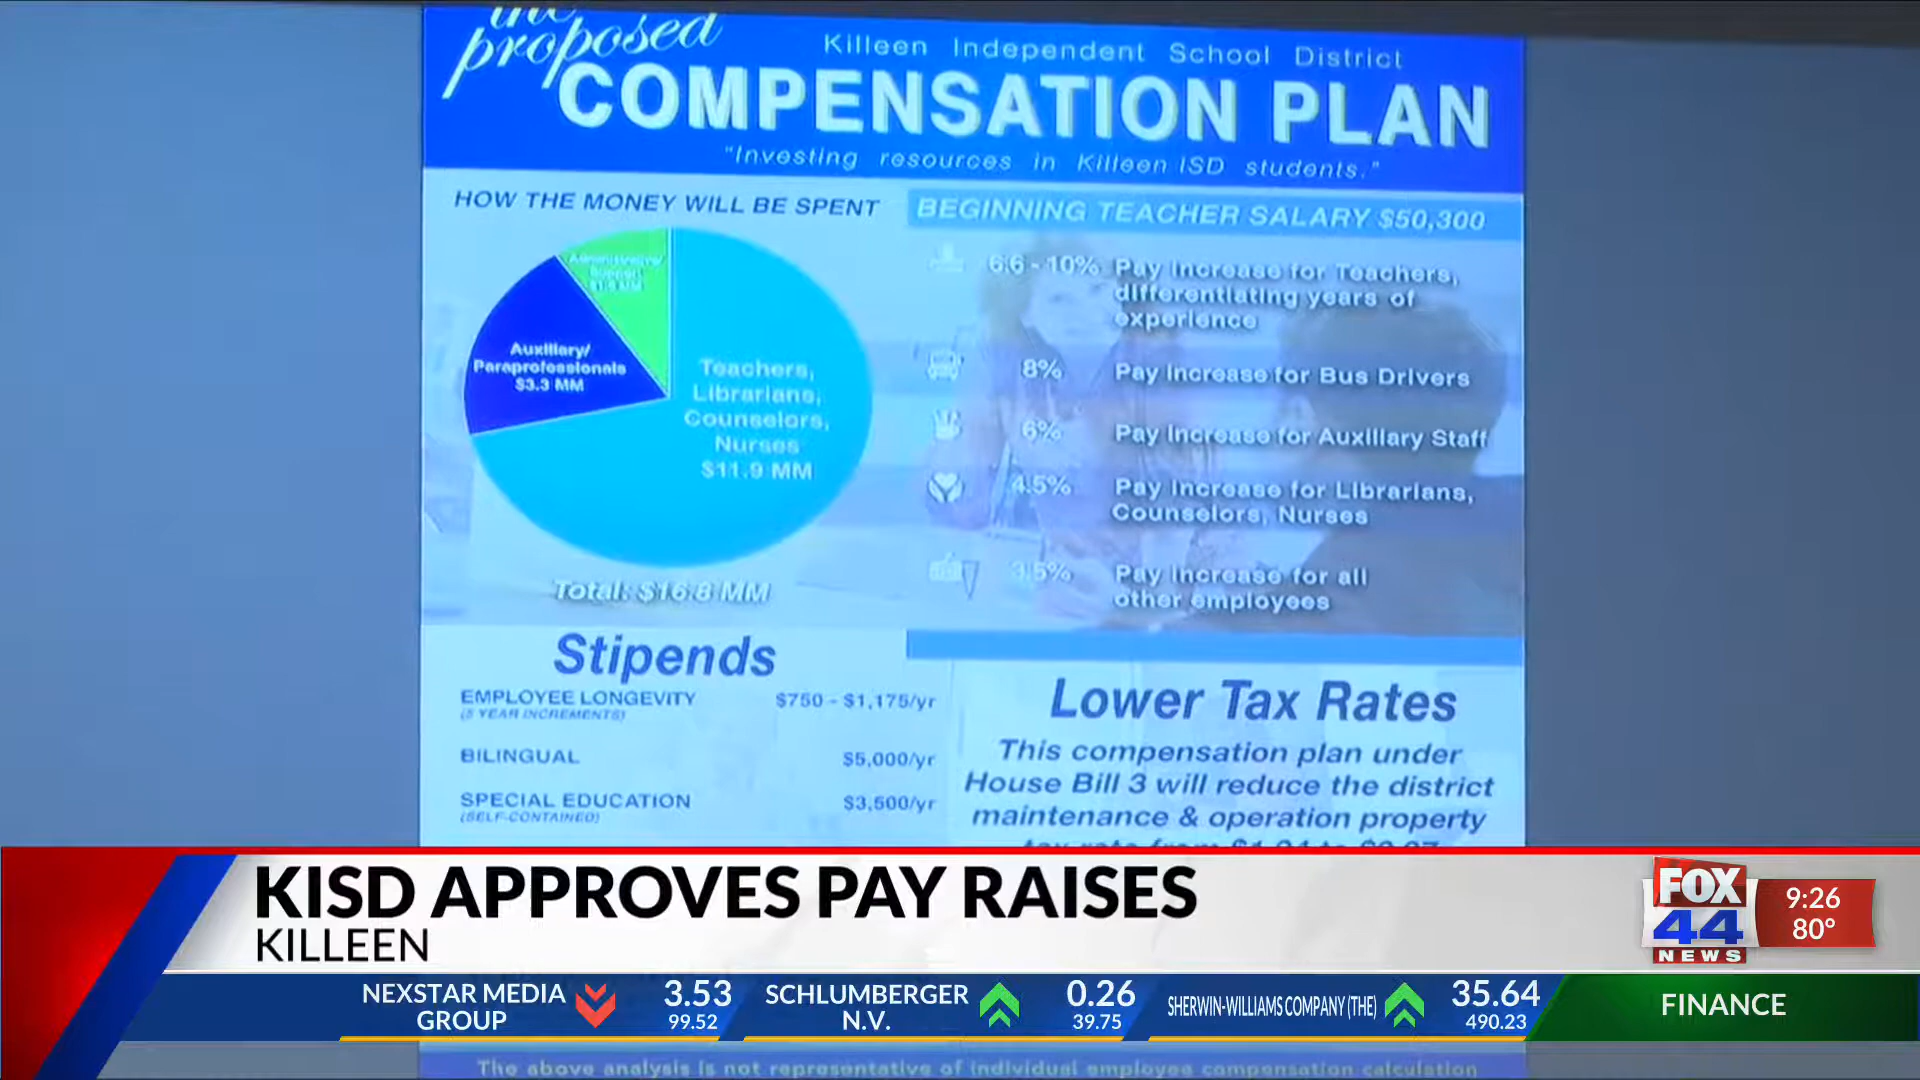 the
proposed
Killeen Independent School District
COMPENSATION PLAN
"Investing resources in Killeen ISD students."
HOW THE MONEY WILL BE SPENT
Administrative/
Support
Auxiliary/
Paraprofessionals
$3.3 MM
Teachers,
Librarians,
Counselors,
Nurses
$11.9 MM
Total: $16.8 MM
BEGINNING TEACHER SALARY $50,300
6.6 - 10% Pay Increase for Teachers,
differentiating years of
experience
8% Pay Increase for Bus Drivers
6% Pay Increase for Auxiliary Staff
4.5% Pay Increase for Librarians,
Counselors, Nurses
3.5% Pay Increase for all
other employees
Stipends
EMPLOYEE LONGEVITY $750 - $1,175/yr
(5 YEAR INCREMENTS)
BILINGUAL $5,000/yr
SPECIAL EDUCATION $3,500/yr
(SELF-CONTAINED)
Lower Tax Rates
This compensation plan under
House Bill 3 will reduce the district
maintenance & operation property
KISD APPROVES PAY RAISES
KILLEEN
FOX
44
NEWS
9:26
80°
NEXSTAR MEDIA
GROUP
3.53
99.52
SCHLUMBERGER
N.V.
0.26
39.75
SHERWIN-WILLIAMS COMPANY (THE)
35.64
490.23
FINANCE
The above analysis is not representative of individual employee compensation calculation